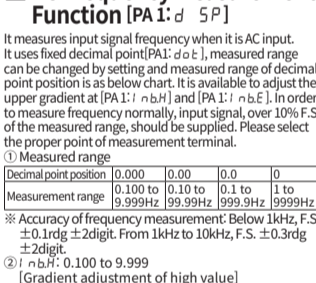 Function [PA 1: d SP]
It measures input signal frequency when it is AC input.
It uses fixed decimal point[PA1: dot ], measured range
can be changed by setting and measured range of decimal
point position is as below chart. It is available to adjust the
upper gradient at [PA 1: I nb.H] and [PA 1: I nb.E ]. In order
to measure frequency normally, input signal, over 10% F.S
of the measured range, should be supplied. Please select
the proper point of measurement terminal.
① Measured range
Decimal point position 0.000 0.00 0.0 0
Measurement range 0.100 to 9.999Hz 0.10 to 99.99Hz 0.1 to 999.9Hz 1 to 9999Hz
※ Accuracy of frequency measurement: Below 1kHz, F.S
±0.1rdg ±2digit. From 1kHz to 10kHz, F.S. ±0.3rdg
±2digit.
② I nb.H: 0.100 to 9.999
[Gradient adjustment of high value]